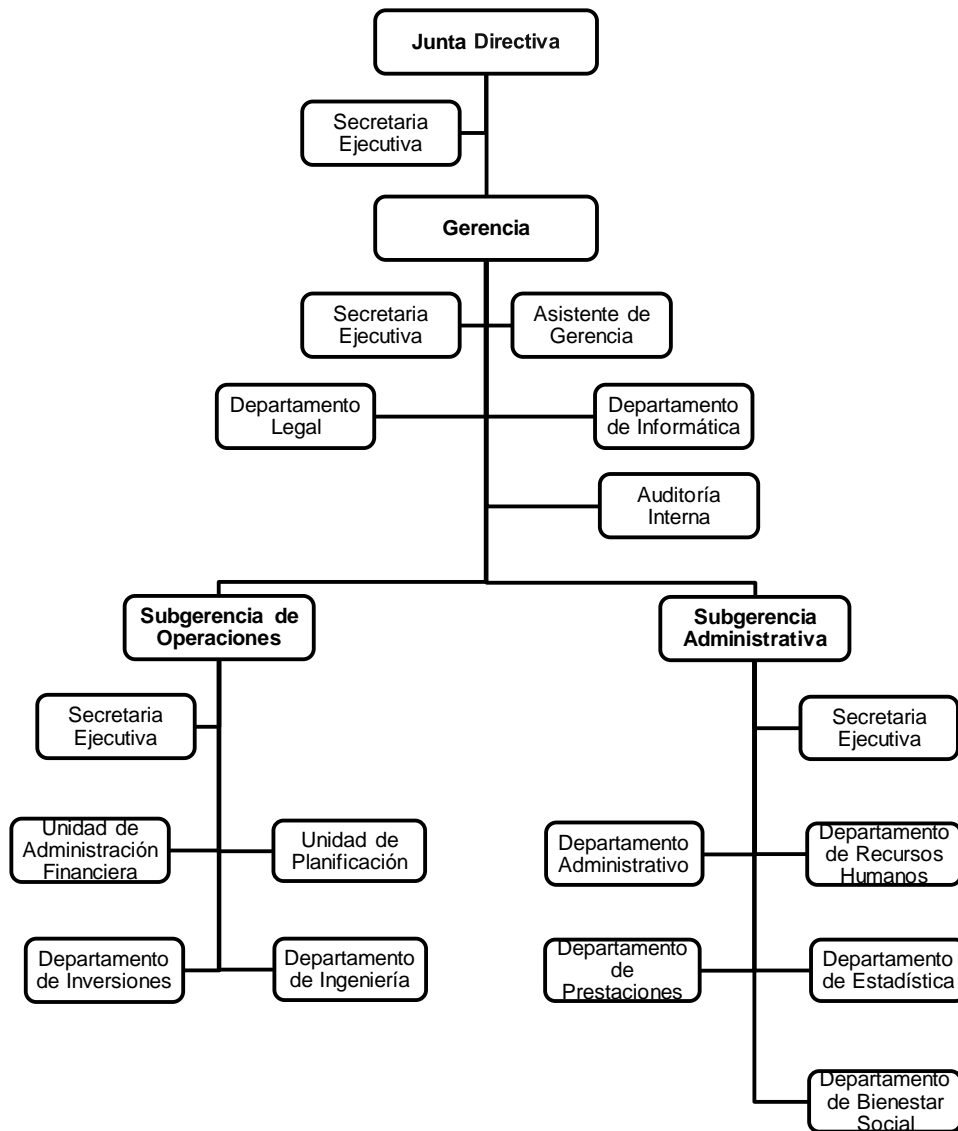 Junta Directiva
Secretaria
Ejecutiva
Gerencia
Secretaria
Ejecutiva
Asistente de
Gerencia
Departamento
Legal
Departamento
de Informática
Auditoría
Interna
Subgerencia de
Operaciones
Subgerencia
Administrativa
Secretaria
Ejecutiva
Secretaria
Ejecutiva
Unidad de
Administración
Financiera
Unidad de
Planificación
Departamento
Administrativo
Departamento
de Recursos
Humanos
Departamento
de Inversiones
Departamento
de Ingeniería
Departamento
de
Prestaciones
Departamento
de Estadística
Departamento
de Bienestar
Social